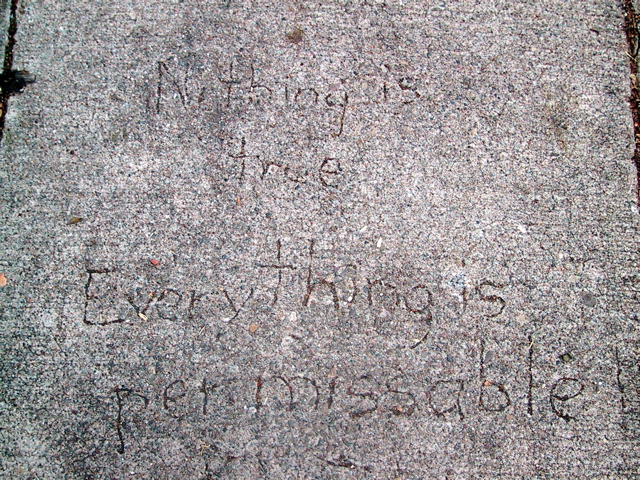 Nothing is
true
Everything is
permissable!